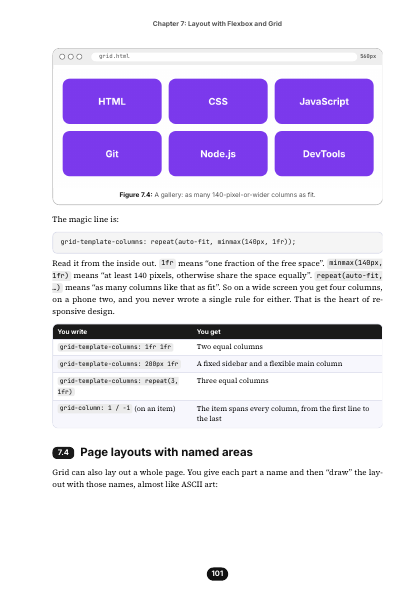 Chapter 7: Layout with Flexbox and Grid
grid.html
560px
HTML
CSS
JavaScript
Git
Node.js
DevTools
Figure 7.4: A gallery: as many 140-pixel-or-wider columns as fit.
The magic line is:
grid-template-columns: repeat(auto-fit, minmax(140px, 1fr));
Read it from the inside out. 1fr means “one fraction of the free space”. minmax(140px,
1fr) means “at least 140 pixels, otherwise share the space equally”. repeat(auto-fit,
…) means “as many columns like that as fit”. So on a wide screen you get four columns,
on a phone two, and you never wrote a single rule for either. That is the heart of re-
sponsive design.
You write
You get
grid-template-columns: 1fr 1fr
Two equal columns
grid-template-columns: 200px 1fr
A fixed sidebar and a flexible main column
grid-template-columns: repeat(3,
1fr)
Three equal columns
grid-column: 1 / -1 (on an item)
The item spans every column, from the first line to
the last
7.4 Page layouts with named areas
Grid can also lay out a whole page. You give each part a name and then “draw” the lay-
out with those names, almost like ASCII art:
101